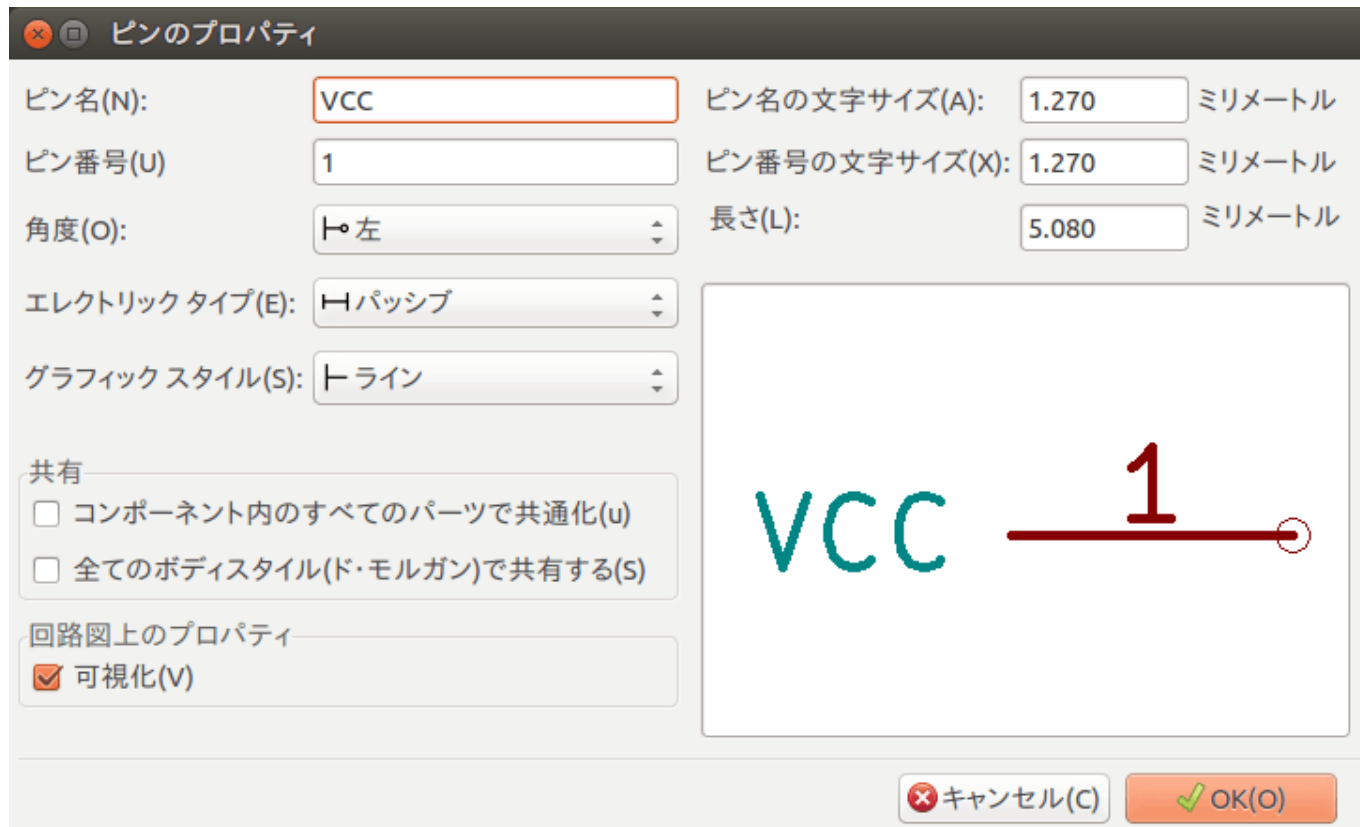 ピンのプロパティ
ピン名(N):
VCC
ピン番号(U)
1
角度(O):
左
エレクトリック タイプ(E):
パッシブ
グラフィック スタイル(S):
ライン
共有
コンポーネント内のすべてのパーツで共通化(u)
全てのボディスタイル(ド・モルガン)で共有する(S)
回路図上のプロパティ
可視化(V)
ピン名の文字サイズ(A):
1.270
ミリメートル
ピン番号の文字サイズ(X):
1.270
ミリメートル
長さ(L):
5.080
ミリメートル
VCC
1
キャンセル(C)
OK(O)